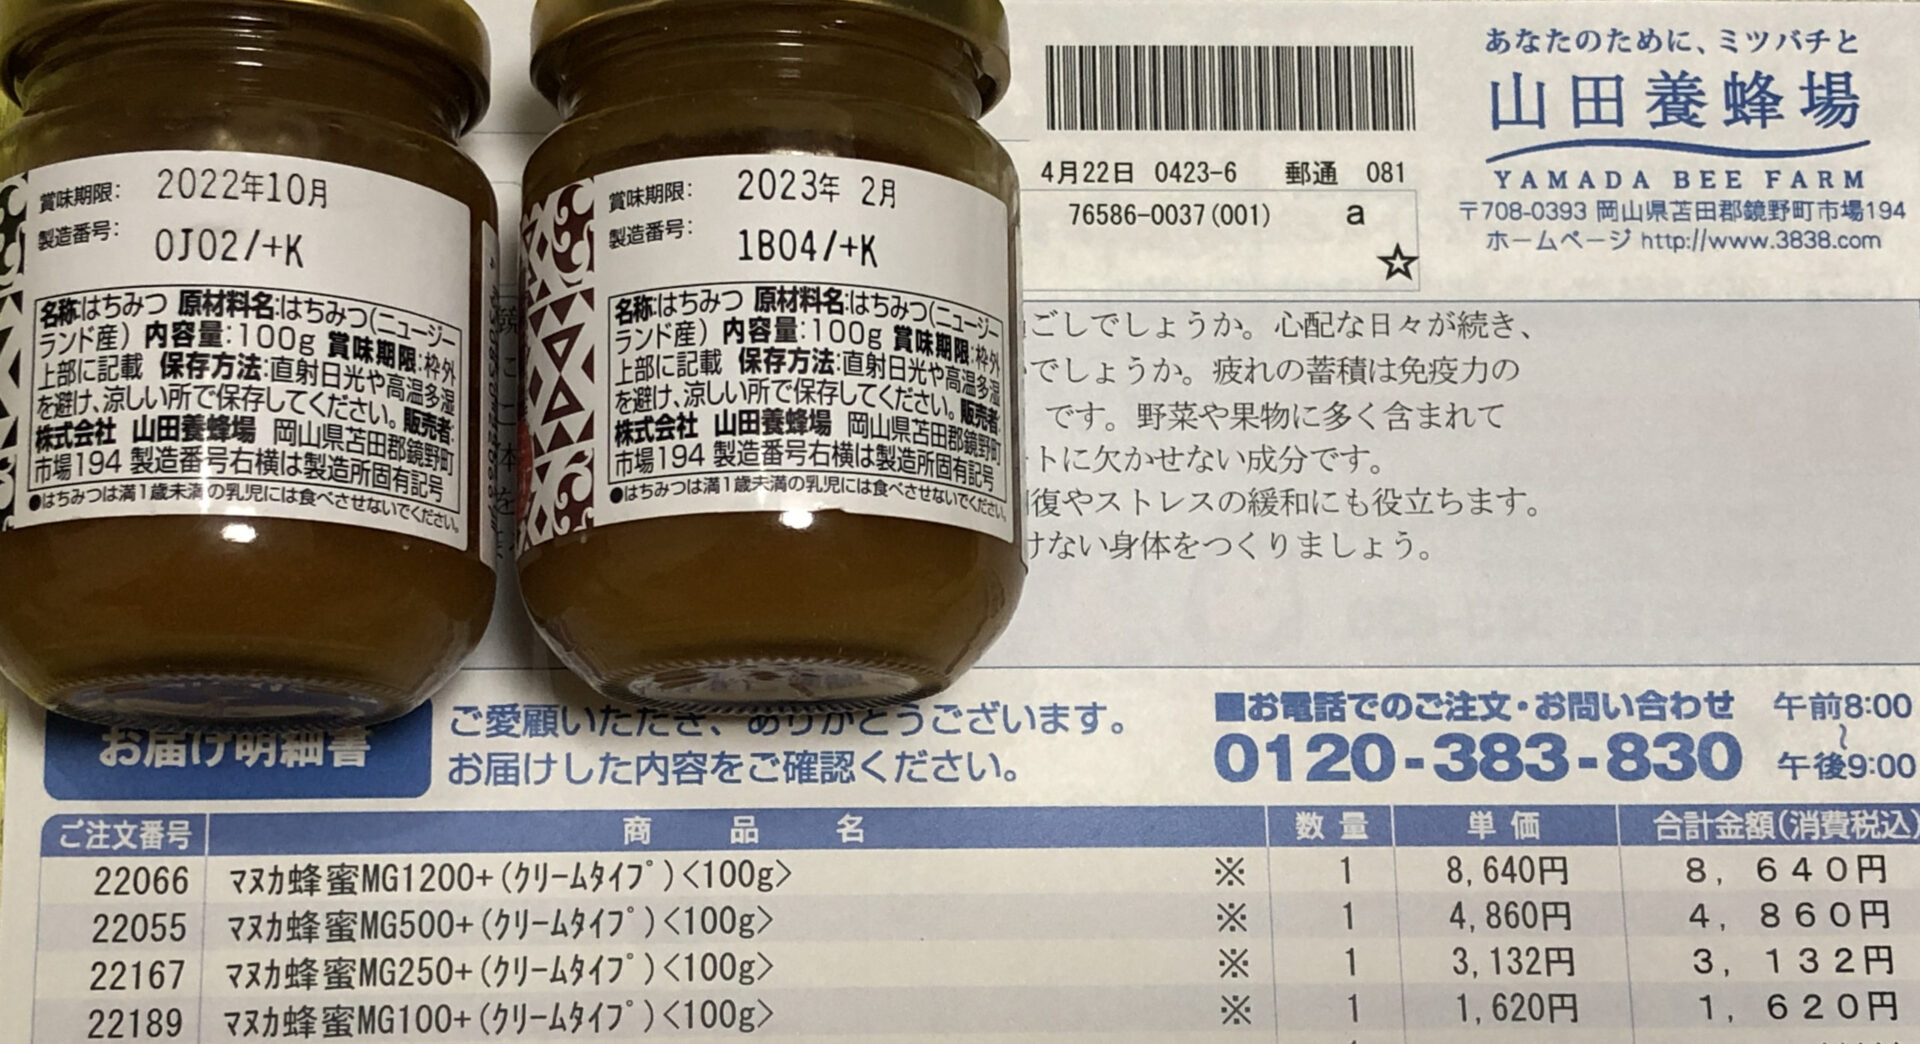 賞味期限: 2022年10月
製造番号: 0J02/+K
名称:はちみつ 原材料名:はちみつ(ニュージー
ランド産) 内容量:100g 賞味期限:枠外
上部に記載 保存方法:直射日光や高温多湿
を避け、涼しい所で保存してください。販売者:
株式会社 山田養蜂場 岡山県苫田郡鏡野町
市場194 製造番号右横は製造所固有記号
●はちみつは満1歳未満の乳児には食べさせないでください。
賞味期限: 2023年 2月
製造番号: 1B04/+K
名称:はちみつ 原材料名:はちみつ(ニュージー
ランド産) 内容量:100g 賞味期限:枠外
上部に記載 保存方法:直射日光や高温多湿
を避け、涼しい所で保存してください。販売者:
株式会社 山田養蜂場 岡山県苫田郡鏡野町
市場194 製造番号右横は製造所固有記号
●はちみつは満1歳未満の乳児には食べさせないでください。
4月22日 0423-6 郵通 081
76586-0037(001) a
☆
あなたのために、ミツバチと
山田養蜂場
YAMADA BEE FARM
〒708-0393 岡山県苫田郡鏡野町市場194
ホームページ http://www.3838.com
ごしでしょうか。心配な日々が続き、
でしょうか。疲れの蓄積は免疫力の
です。野菜や果物に多く含まれて
トに欠かせない成分です。
復やストレスの緩和にも役立ちます。
けない身体をつくりましょう。
お届け明細書
ご愛顧いただき、ありがとうございます。
お届けした内容をご確認ください。
■お電話でのご注文・お問い合わせ
0120-383-830
午前8:00
〜
午後9:00
ご注文番号 商品名 数量 単価 合計金額(消費税込)
22066 ﾏﾇｶ蜂蜜MG1200+(ｸﾘｰﾑﾀｲﾌﾟ)<100g> ※ 1 8,640円 8,640円
22055 ﾏﾇｶ蜂蜜MG500+(ｸﾘｰﾑﾀｲﾌﾟ)<100g> ※ 1 4,860円 4,860円
22167 ﾏﾇｶ蜂蜜MG250+(ｸﾘｰﾑﾀｲﾌﾟ)<100g> ※ 1 3,132円 3,132円
22189 ﾏﾇｶ蜂蜜MG100+(ｸﾘｰﾑﾀｲﾌﾟ)<100g> ※ 1 1,620円 1,620円